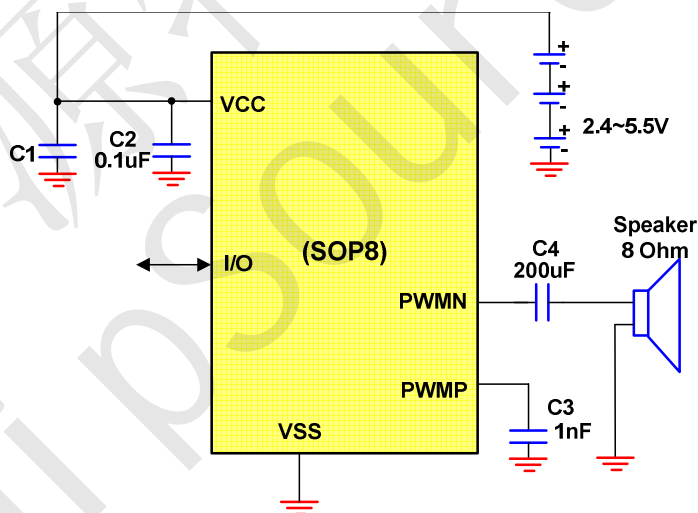 VCC
C1
C2
0.1uF
+
-
+
-
+
-
2.4~5.5V
I/O
(SOP8)
C4
200uF
Speaker
8 Ohm
PWMN
PWMP
C3
1nF
VSS